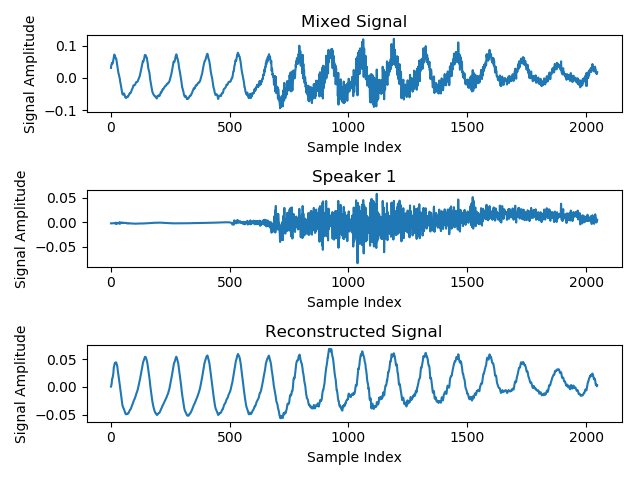 Mixed Signal
Signal Amplitude
0.1
0.0
−0.1
0
500
1000
1500
2000
Sample Index
Speaker 1
Signal Amplitude
0.05
0.00
−0.05
0
500
1000
1500
2000
Sample Index
Reconstructed Signal
Signal Amplitude
0.05
0.00
−0.05
0
500
1000
1500
2000
Sample Index